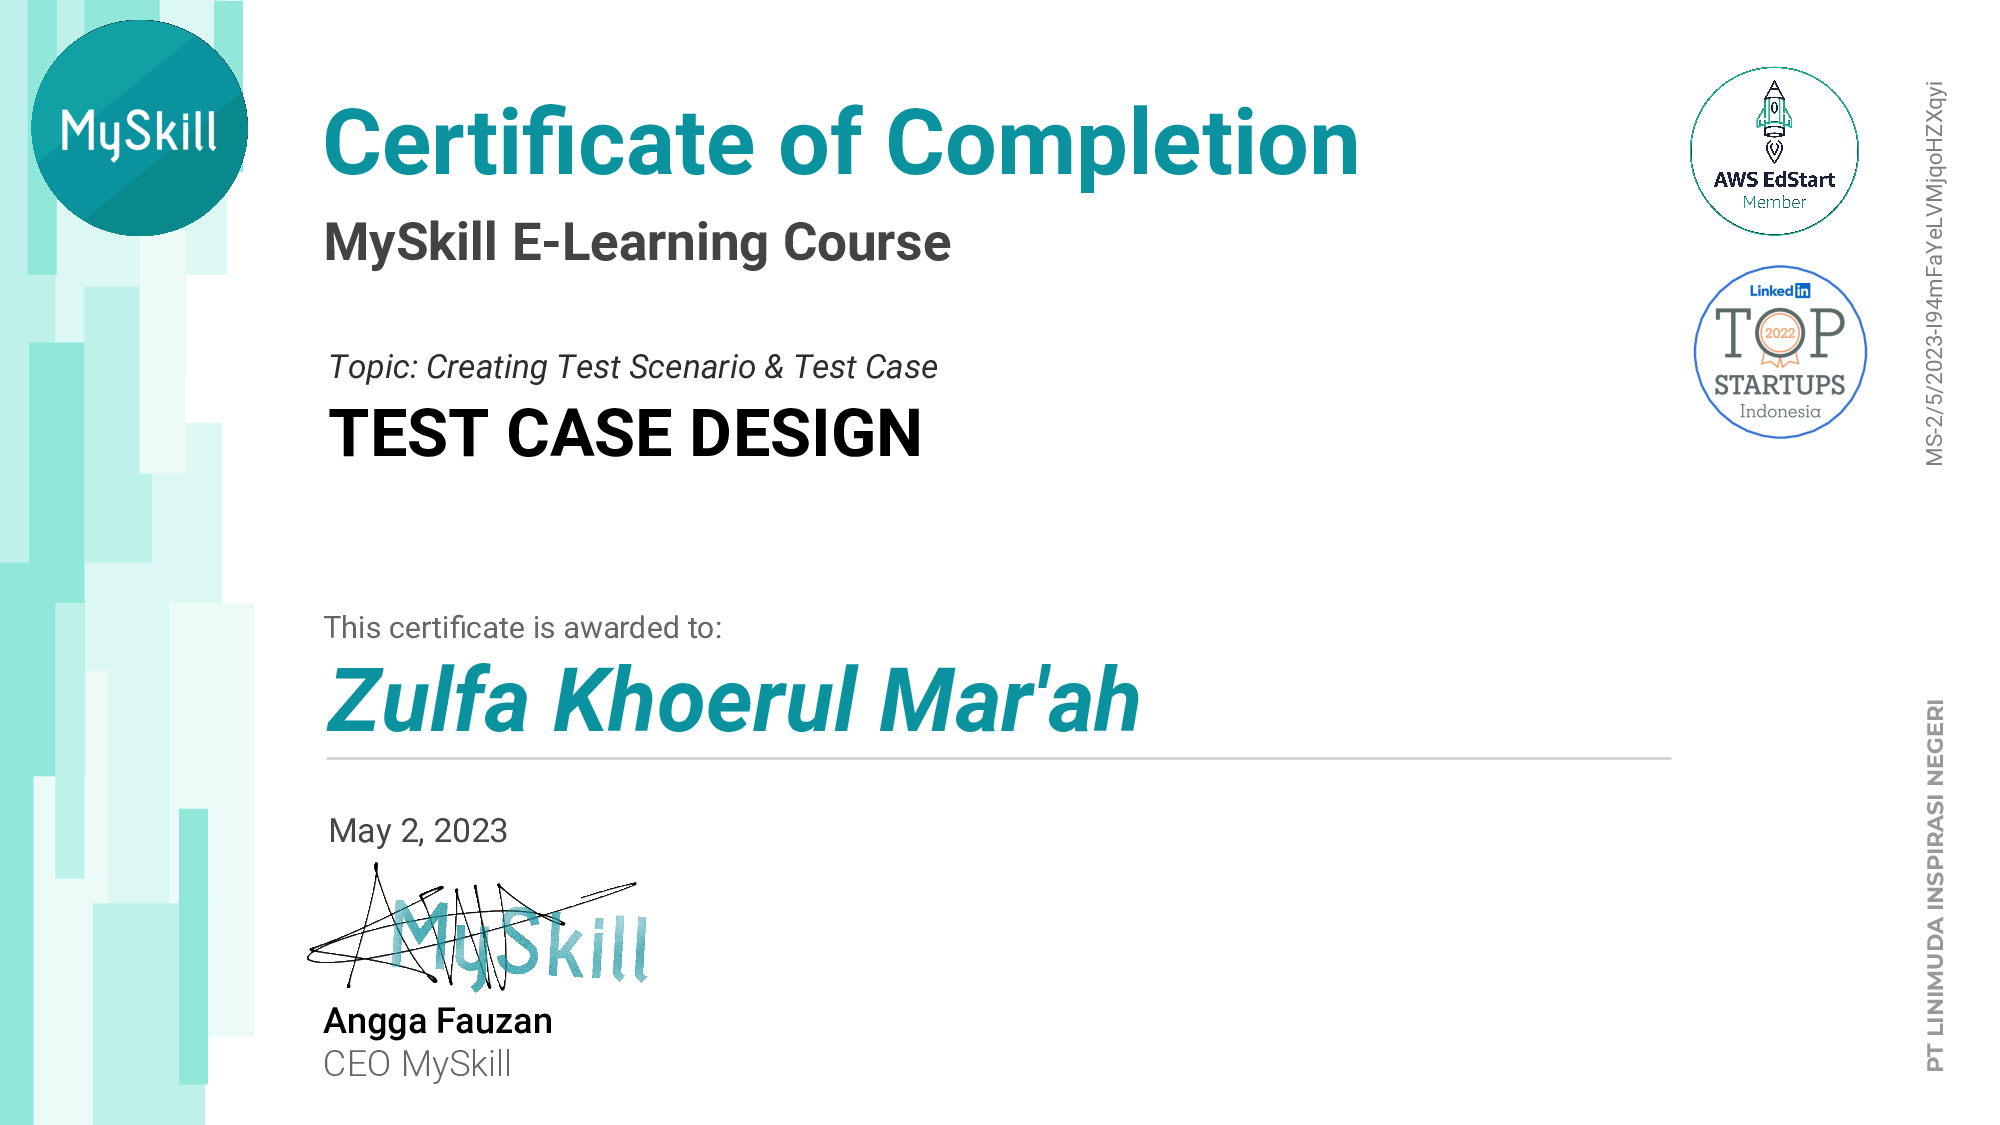 MySkill
Certificate of Completion
MySkill E-Learning Course
Topic: Creating Test Scenario & Test Case
TEST CASE DESIGN
This certificate is awarded to:
Zulfa Khoerul Mar'ah
May 2, 2023
MySkill
Angga Fauzan
CEO MySkill
AWS EdStart
Member
Linked in
TOP
2022
STARTUPS
Indonesia
MS-2/5/2023-I94mFaYeLVMjqoHZXqyi
PT LINIMUDA INSPIRASI NEGERI